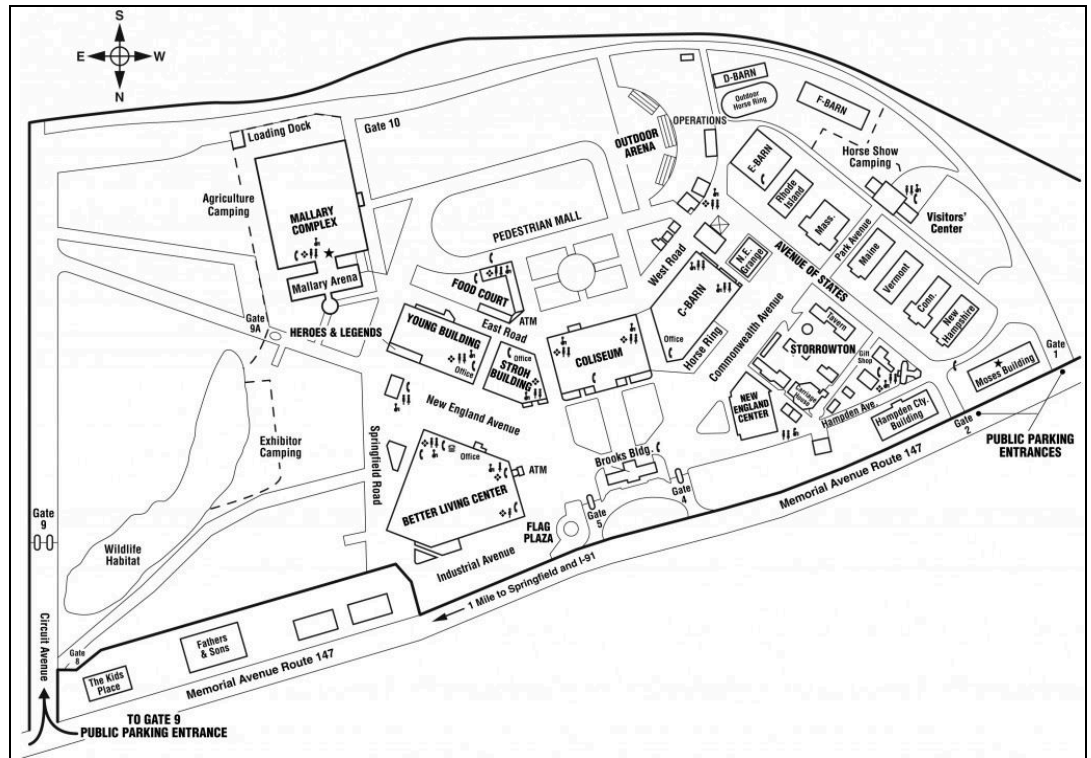 S
E
W
N
Loading Dock
Gate 10
Agriculture
Camping
MALLARY
COMPLEX
Mallary Arena
Gate
9A
HEROES & LEGENDS
PEDESTRIAN MALL
OUTDOOR
ARENA
OPERATIONS
D-BARN
Outdoor
Horse Ring
F-BARN
Horse Show
Camping
E-BARN
Rhode
Island
Mass.
Visitors'
Center
Park Avenue
Maine
Vermont
Conn.
New
Hampshire
AVENUE OF STATES
N.E.
Grange
West Road
C-BARN
Office
Horse Ring
Commonwealth Avenue
Tavern
STORROWTON
Gift
Shop
Carriage
House
NEW
ENGLAND
CENTER
Hampden Ave.
Hampden Cty.
Building
Moses Building
Gate
1
Gate
2
PUBLIC PARKING
ENTRANCES
FOOD COURT
ATM
East Road
YOUNG BUILDING
Office
Office
STROH
BUILDING
COLISEUM
New England Avenue
Springfield Road
Exhibitor
Camping
Office
ATM
BETTER LIVING CENTER
Brooks Bldg.
Gate
4
Gate
5
FLAG
PLAZA
Industrial Avenue
Memorial Avenue Route 147
1 Mile to Springfield and I-91
Gate
9
Wildlife
Habitat
Circuit Avenue
Gate
8
The Kids
Place
Fathers
& Sons
Memorial Avenue Route 147
TO GATE 9
PUBLIC PARKING ENTRANCE